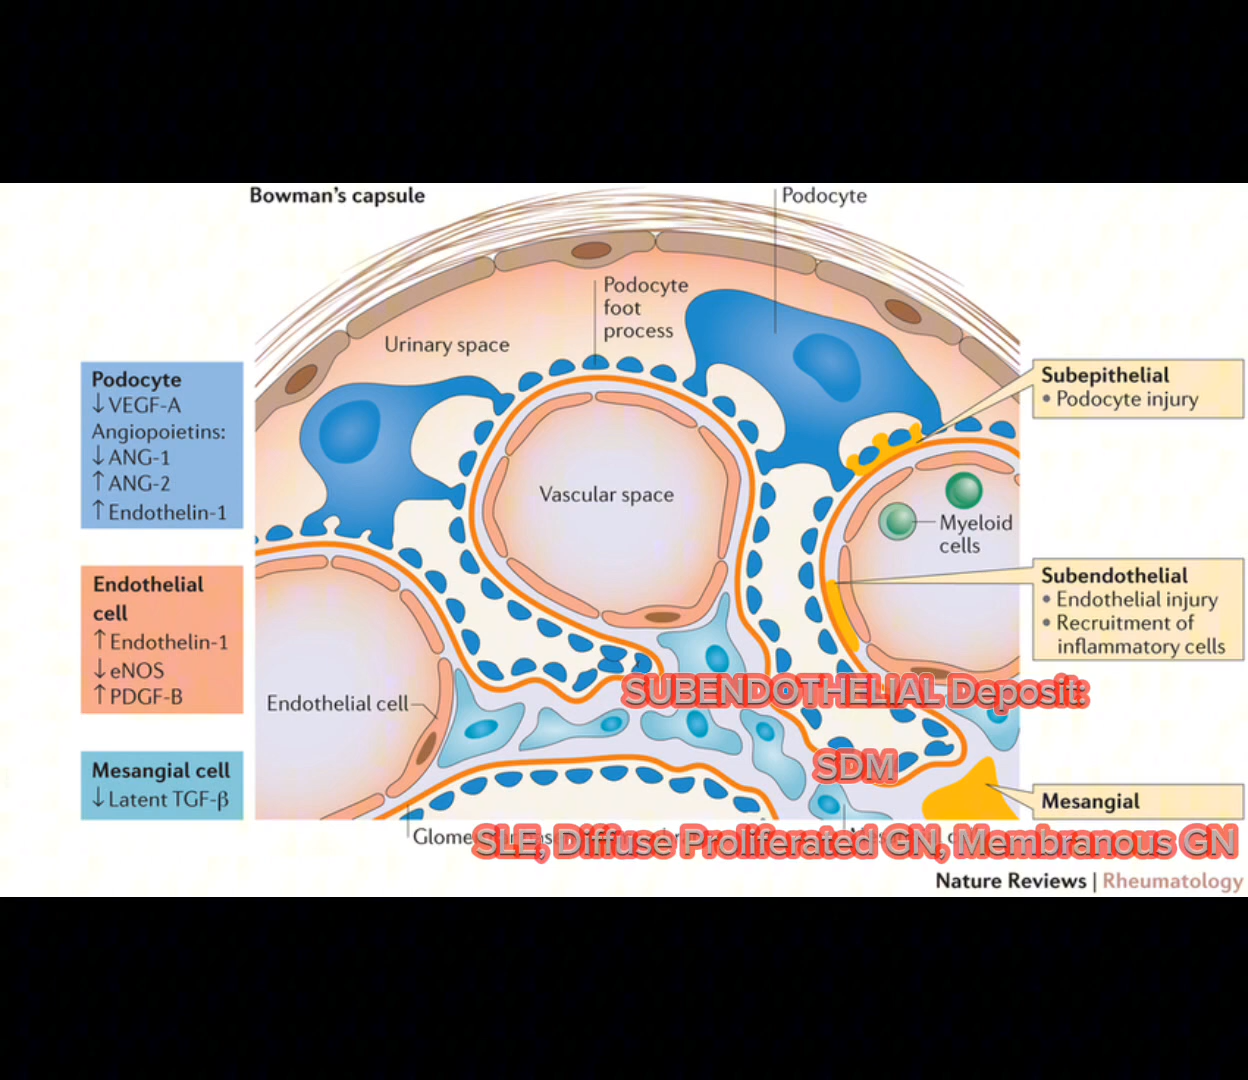 Bowman's capsule
Podocyte
Podocyte
foot
process
Urinary space
Podocyte
↓VEGF-A
Angiopoietins:
↓ANG-1
↑ANG-2
↑Endothelin-1
Subepithelial
• Podocyte injury
Vascular space
Myeloid
cells
Endothelial
cell
↑Endothelin-1
↓eNOS
↑PDGF-B
Subendothelial
• Endothelial injury
• Recruitment of
inflammatory cells
Endothelial cell
SUBENDOTHELIAL Deposit:
SDM
Mesangial cell
↓Latent TGF-β
Mesangial
SLE, Diffuse Proliferated GN, Membranous GN
Nature Reviews | Rheumatology